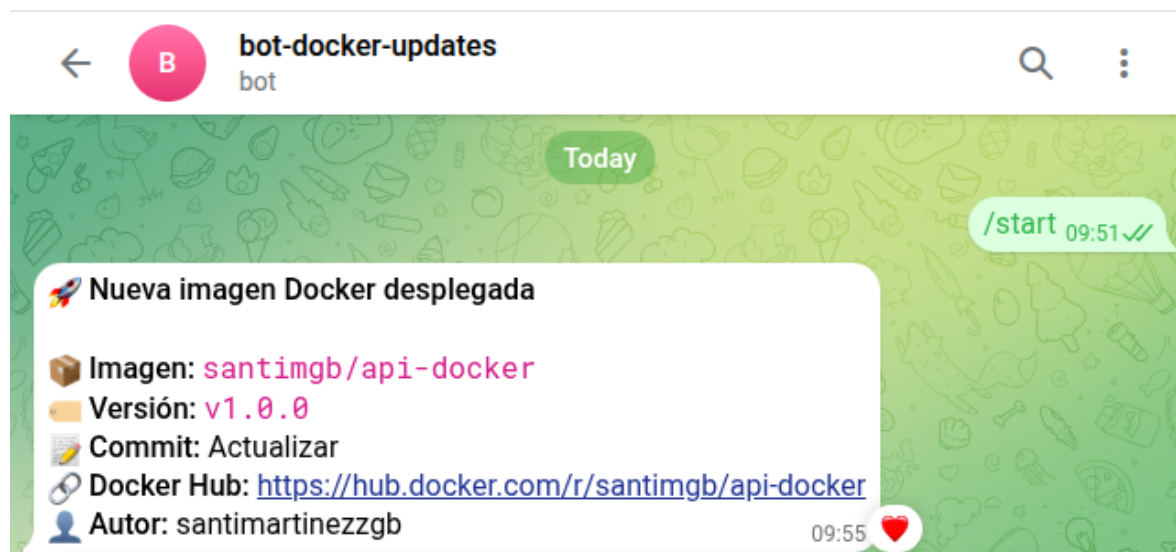 B
bot-docker-updates
bot
Today
/start 09:51
🚀 Nueva imagen Docker desplegada
📦 Imagen: santimgb/api-docker
🏷️ Versión: v1.0.0
📝 Commit: Actualizar
🔗 Docker Hub: https://hub.docker.com/r/santimgb/api-docker
👤 Autor: santimartinezzgb
09:55 ❤️